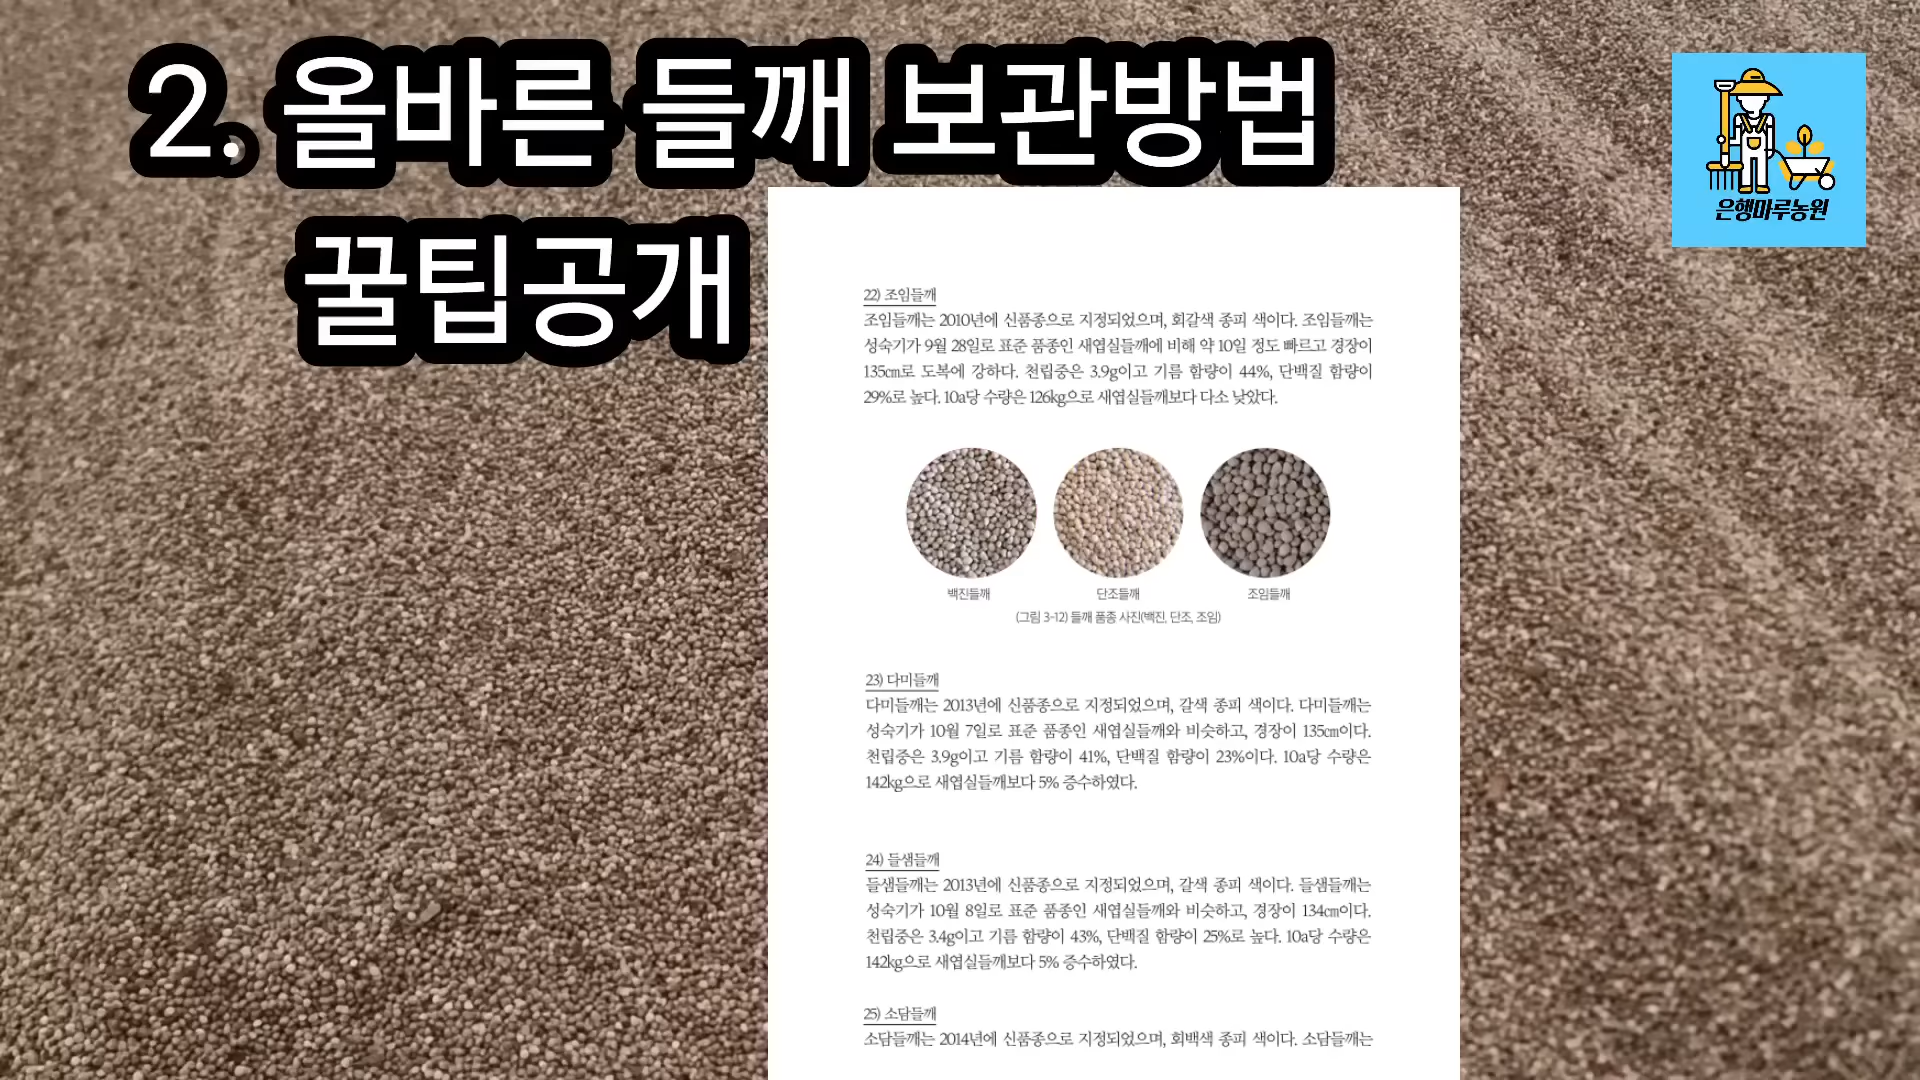 2. 올바른 들깨 보관방법
꿀팁공개
은행마루농원
22) 조임들깨
조임들깨는 2010년에 신품종으로 지정되었으며, 회갈색 종피 색이다. 조임들깨는
성숙기가 9월 28일로 표준 품종인 새엽실들깨에 비해 약 10일 정도 빠르고 경장이
135㎝로 도복에 강하다. 천립중은 3.9g이고 기름 함량이 44%, 단백질 함량이
29%로 높다. 10a당 수량은 126kg으로 새엽실들깨보다 다소 낮았다.
백진들깨
단조들깨
조임들깨
(그림 3-12) 들깨 품종 사진(백진, 단조, 조임)
23) 다미들깨
다미들깨는 2013년에 신품종으로 지정되었으며, 갈색 종피 색이다. 다미들깨는
성숙기가 10월 7일로 표준 품종인 새엽실들깨와 비슷하고, 경장이 135㎝이다.
천립중은 3.9g이고 기름 함량이 41%, 단백질 함량이 23%이다. 10a당 수량은
142kg으로 새엽실들깨보다 5% 증수하였다.
24) 들샘들깨
들샘들깨는 2013년에 신품종으로 지정되었으며, 갈색 종피 색이다. 들샘들깨는
성숙기가 10월 8일로 표준 품종인 새엽실들깨와 비슷하고, 경장이 134㎝이다.
천립중은 3.4g이고 기름 함량이 43%, 단백질 함량이 25%로 높다. 10a당 수량은
142kg으로 새엽실들깨보다 5% 증수하였다.
25) 소담들깨
소담들깨는 2014년에 신품종으로 지정되었으며, 회백색 종피 색이다. 소담들깨는